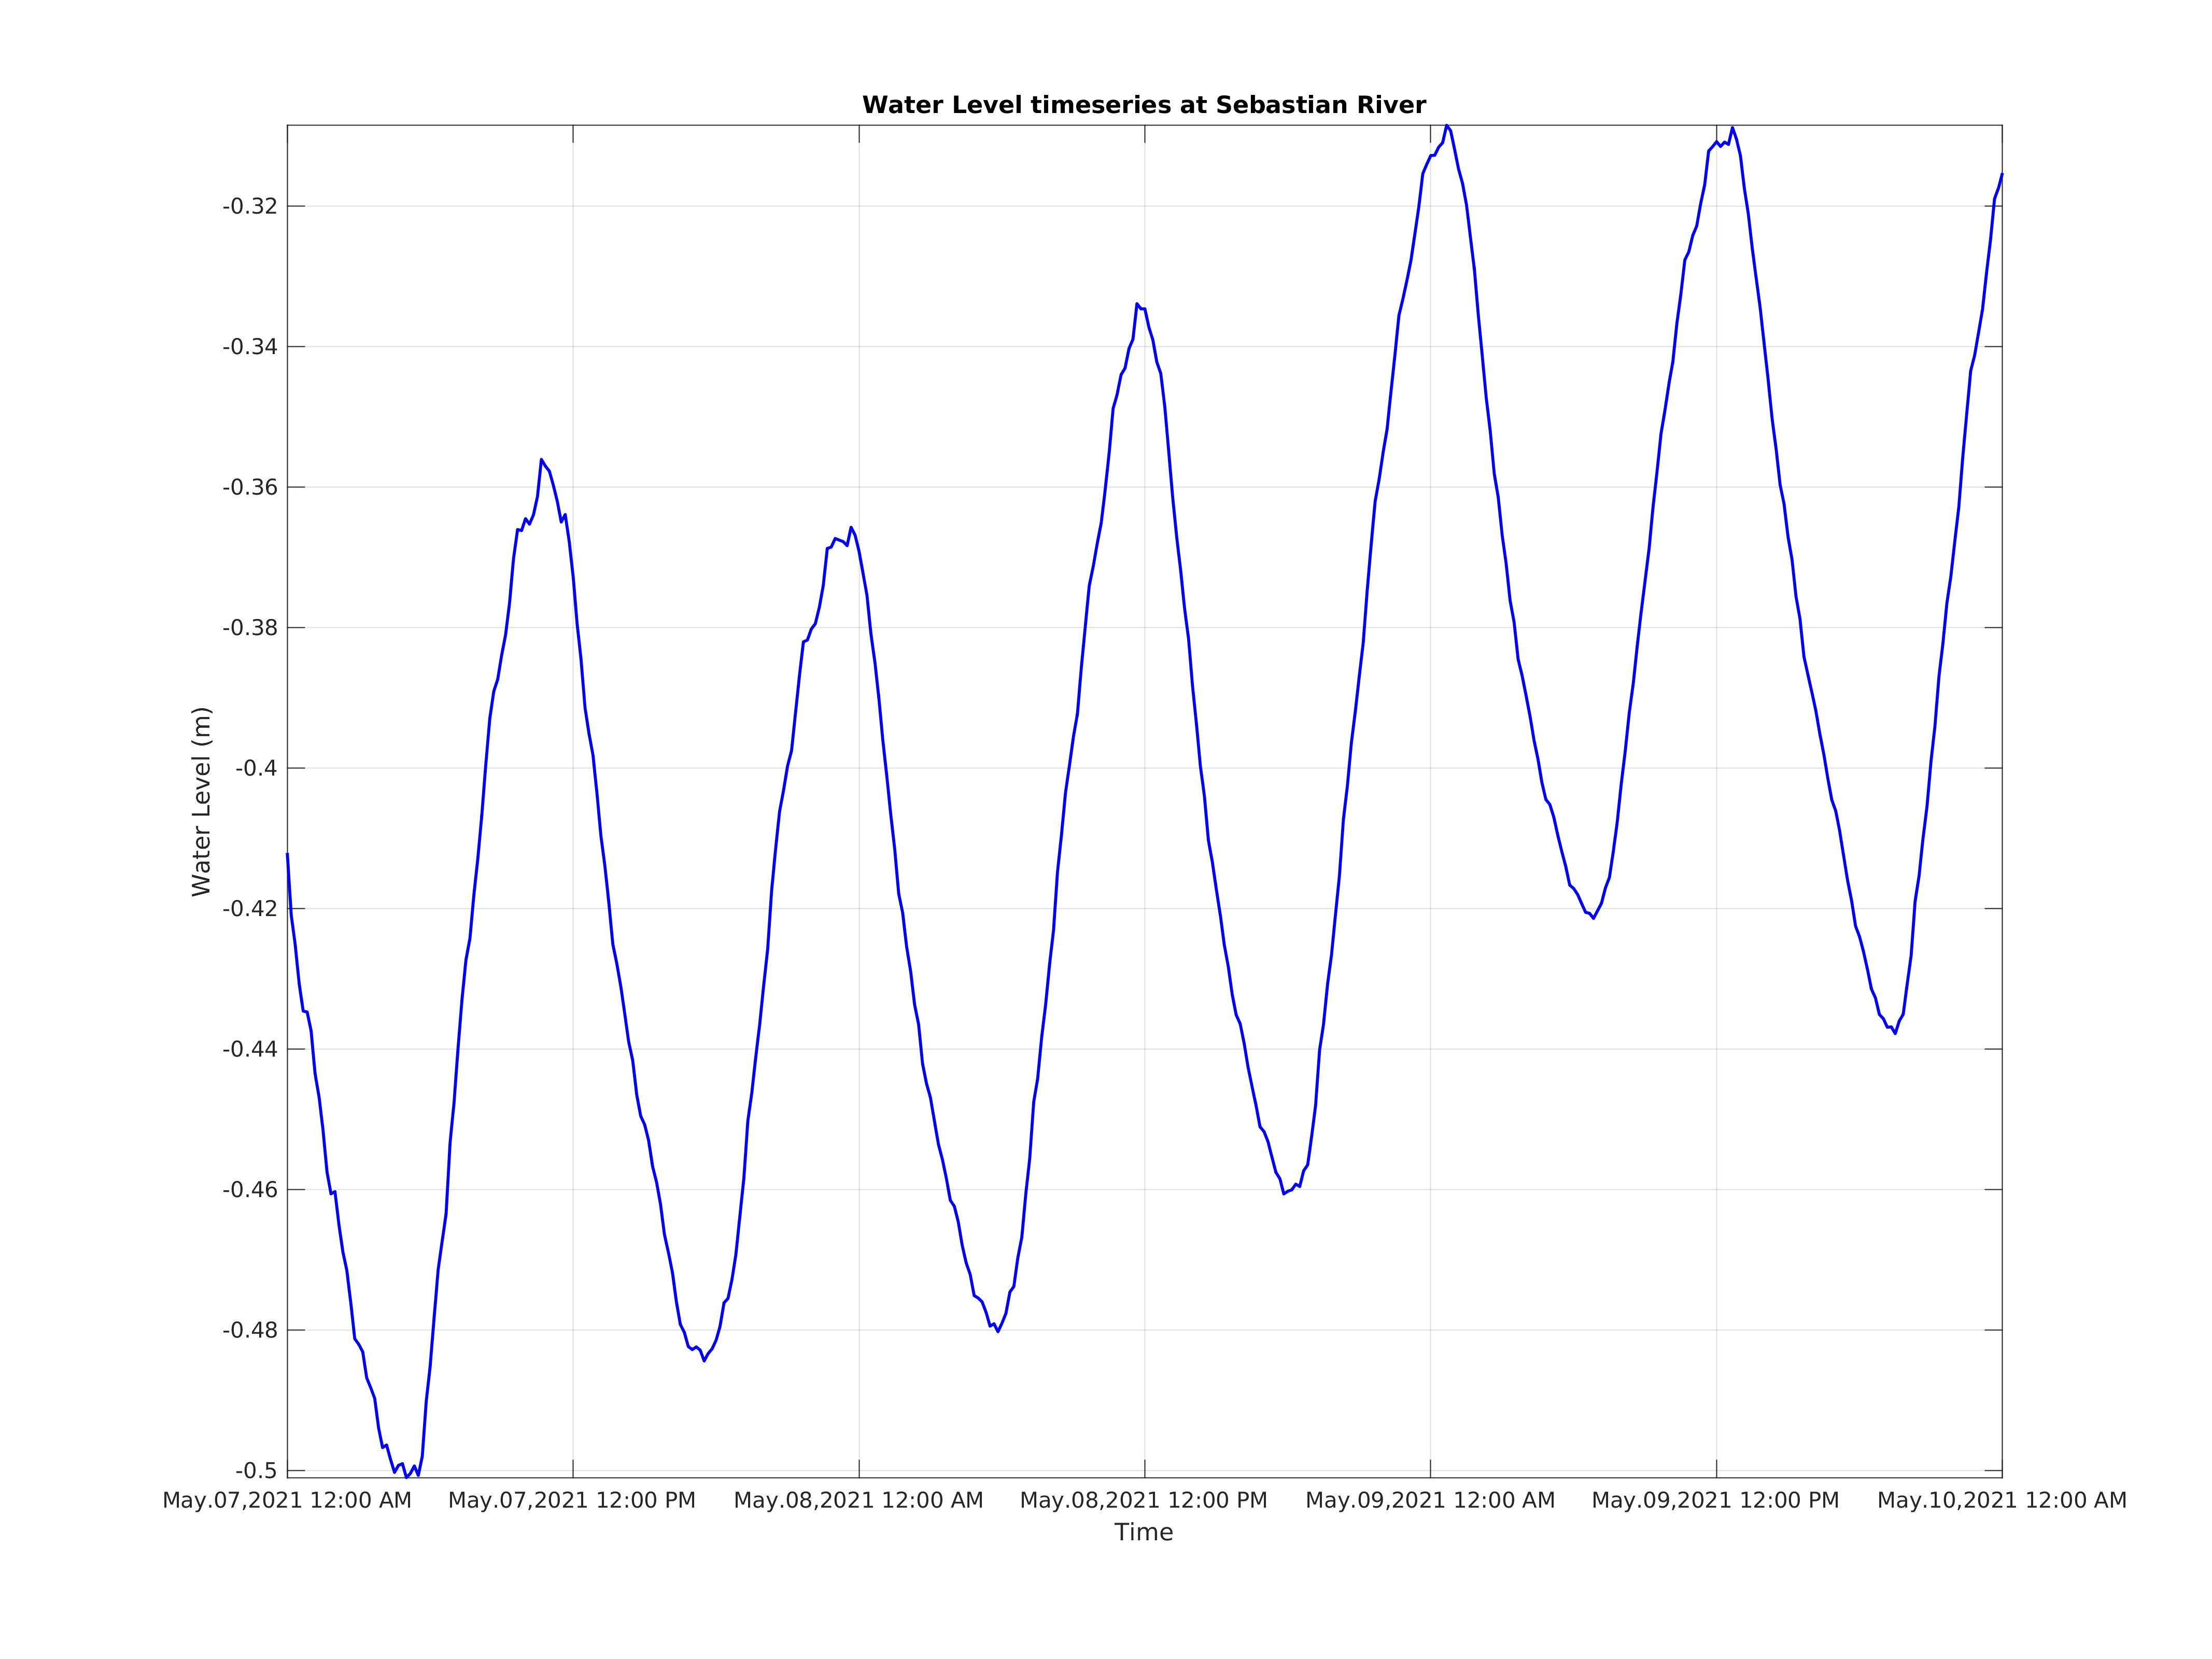 Water Level timeseries at Sebastian River
-0.32
-0.34
-0.36
-0.38
-0.4
-0.42
-0.44
-0.46
-0.48
-0.5
Water Level (m)
May.07,2021 12:00 AM May.07,2021 12:00 PM May.08,2021 12:00 AM May.08,2021 12:00 PM May.09,2021 12:00 AM May.09,2021 12:00 PM May.10,2021 12:00 AM
Time